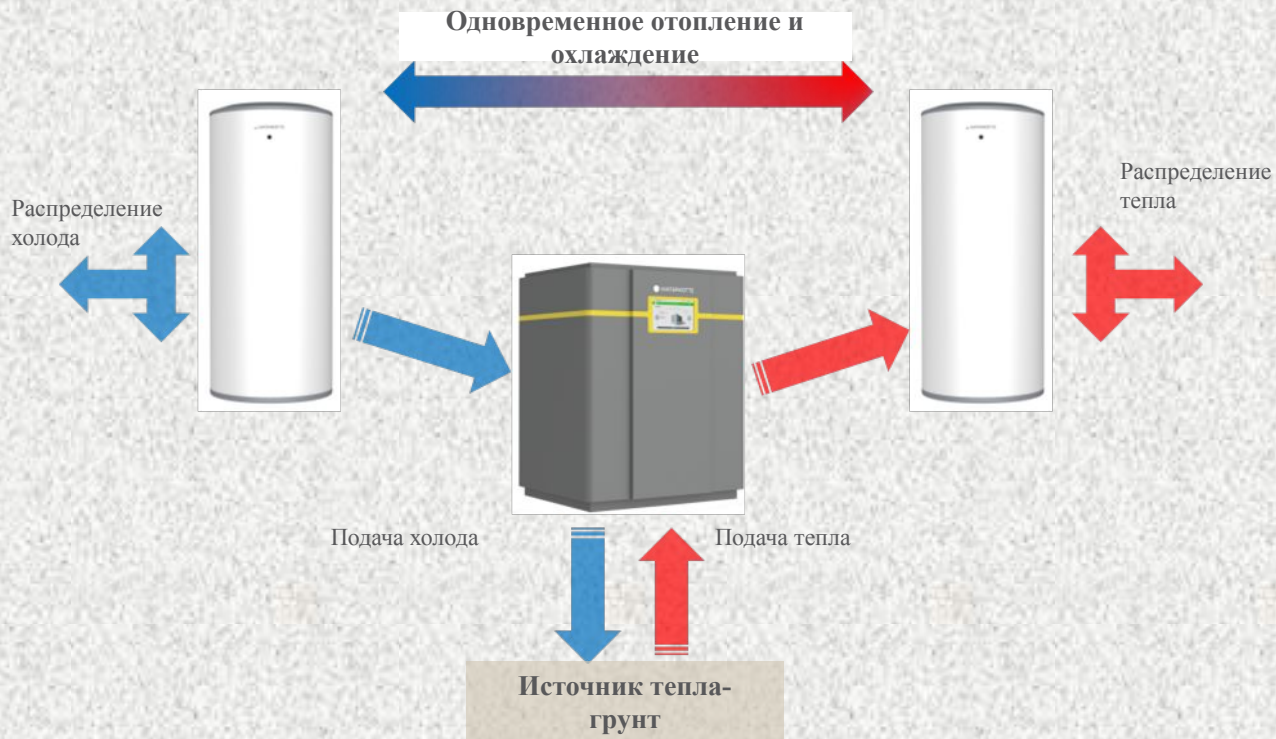 Одновременное отопление и
охлаждение
Распределение
холода
Распределение
тепла
Подача холода
Подача тепла
Источник тепла-
грунт